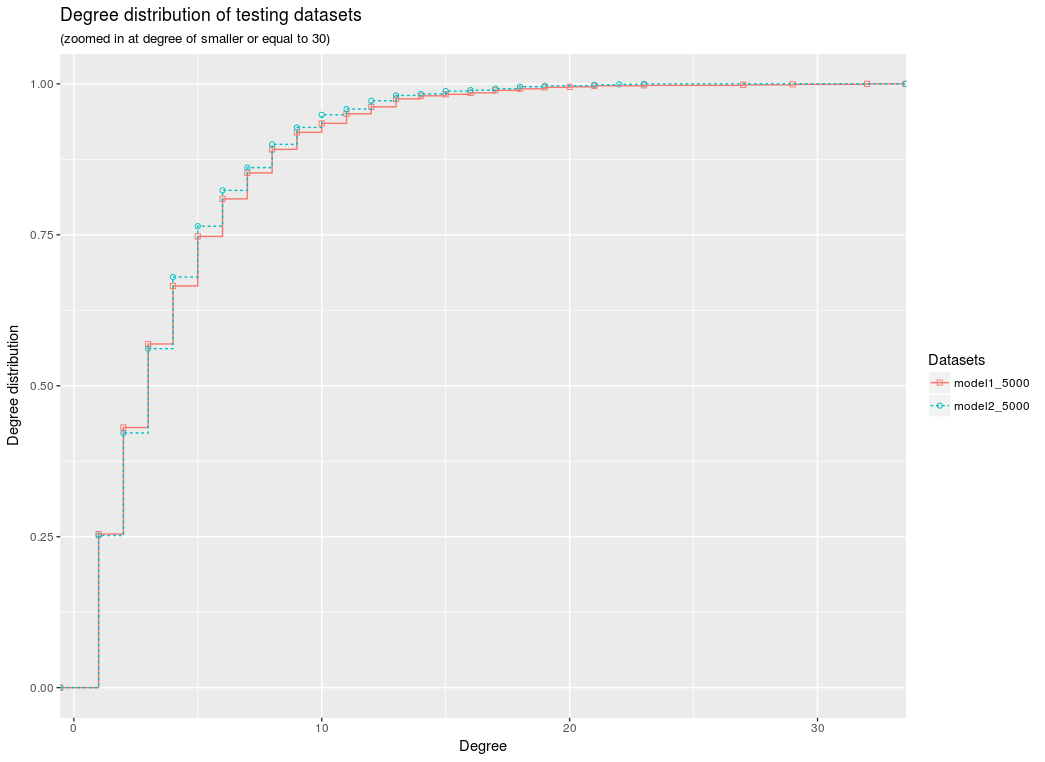 Degree distribution of testing datasets
(zoomed in at degree of smaller or equal to 30)
1.00
0.75
0.50
0.25
0.00
Degree distribution
0 10 20 30
Degree
Datasets
model1_5000
model2_5000